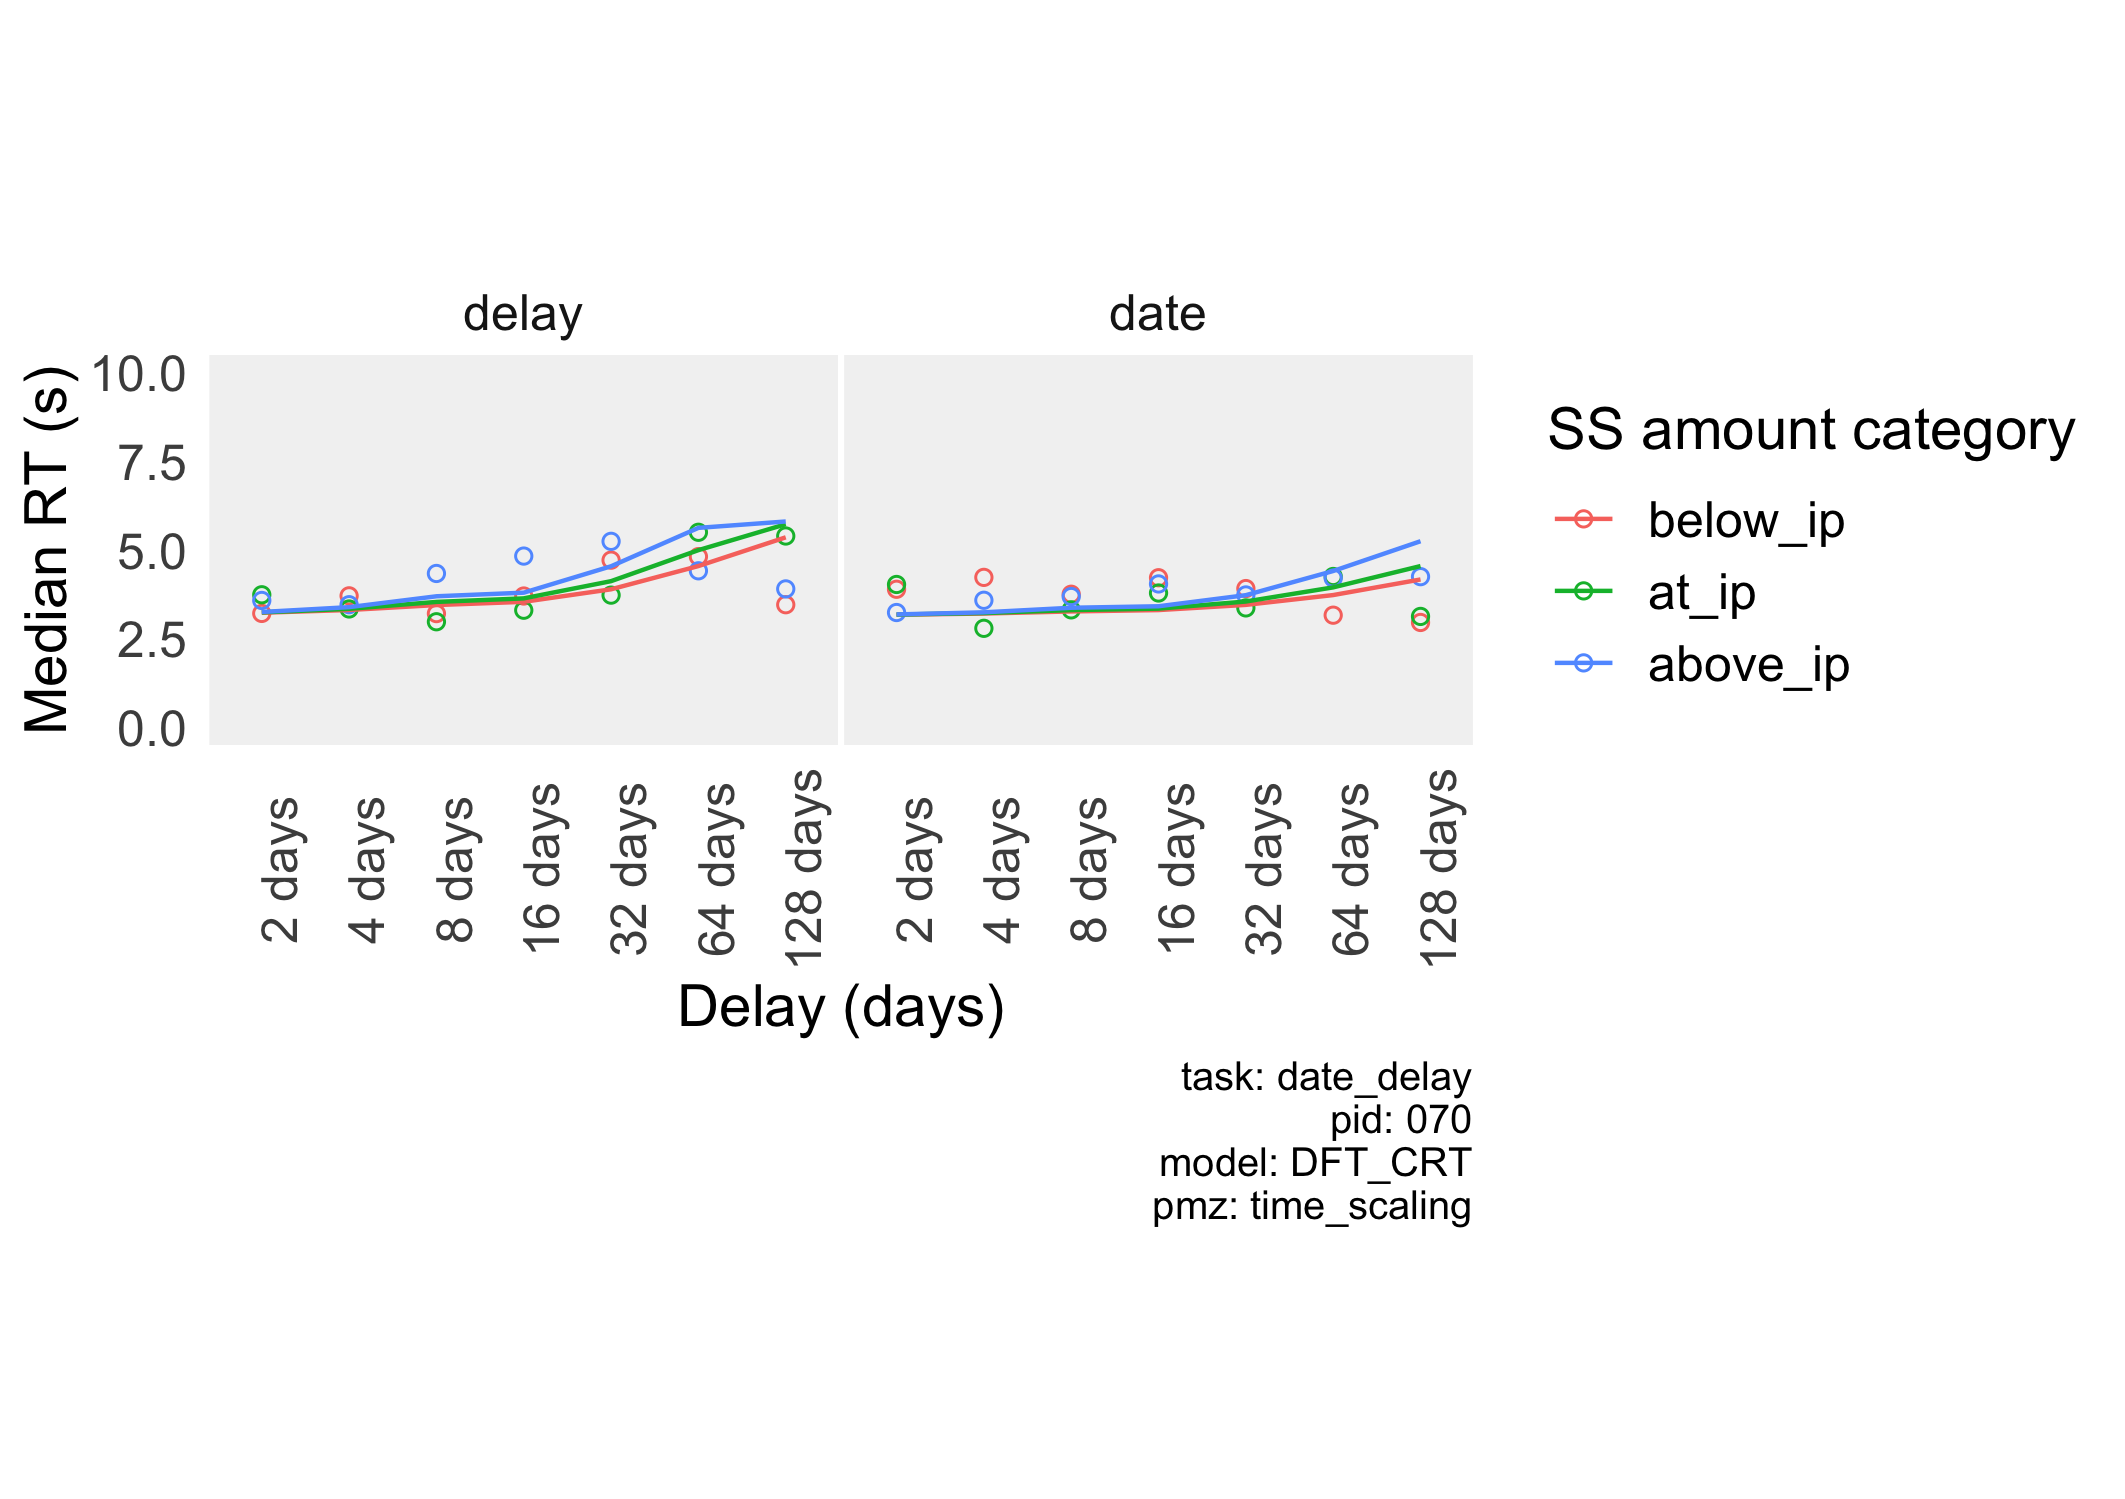 delay
date
Median RT (s)
10.0
7.5
5.0
2.5
0.0
2 days
4 days
8 days
16 days
32 days
64 days
128 days
2 days
4 days
8 days
16 days
32 days
64 days
128 days
Delay (days)
SS amount category
below_ip
at_ip
above_ip
task: date_delay
pid: 070
model: DFT_CRT
pmz: time_scaling